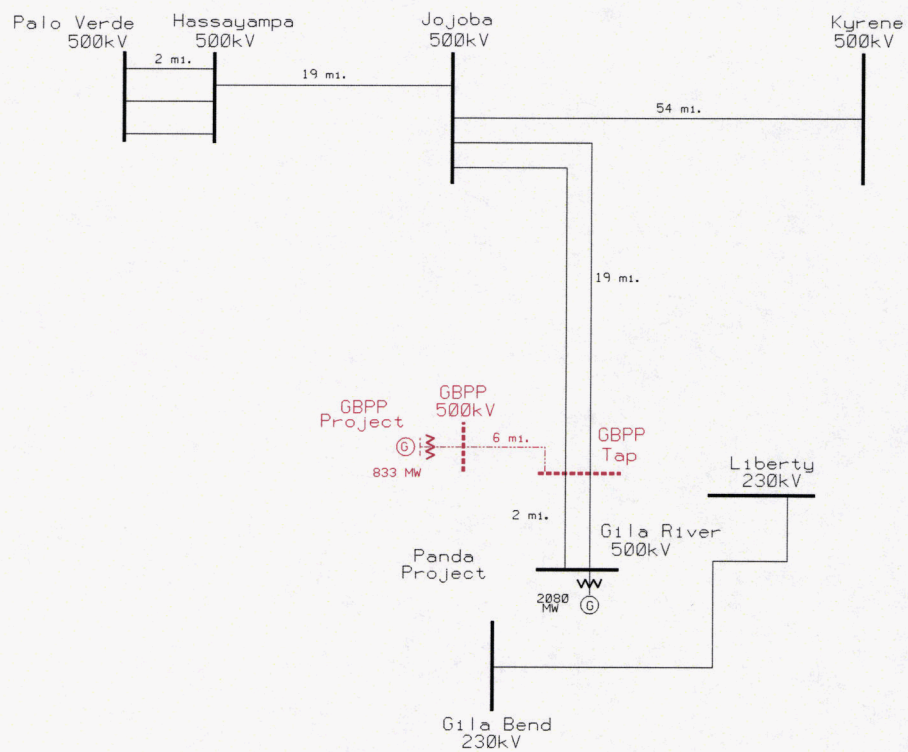 Palo Verde
500kV
Hassayampa
500kV
Jojoba
500kV
Kyrene
500kV
2 mi.
19 mi.
54 mi.
19 mi.
GBPP
Project
GBPP
500kV
G
6 mi.
833 MW
GBPP
Tap
Liberty
230kV
2 mi.
Gila River
500kV
Panda
Project
2080
MW
G
Gila Bend
230kV